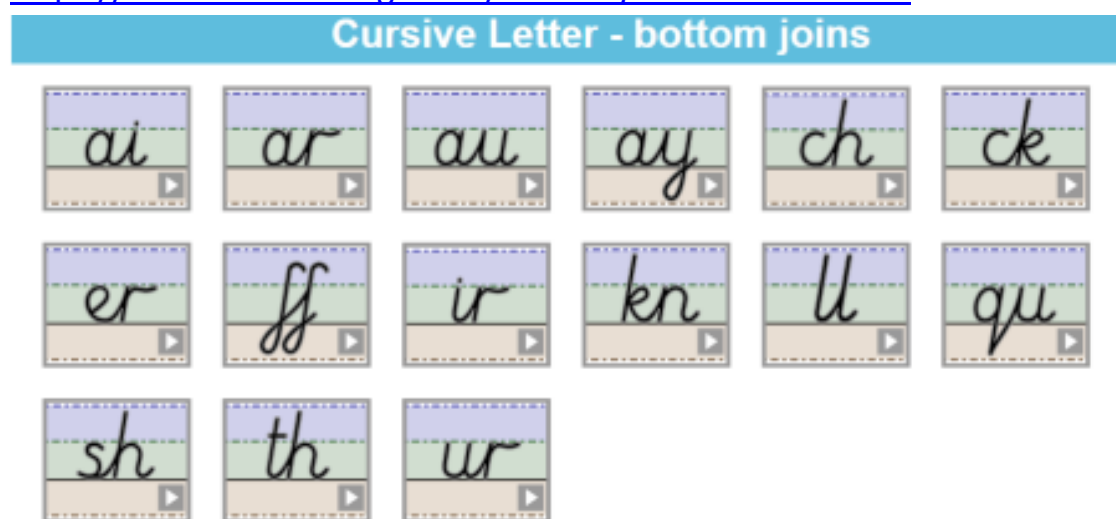 Cursive Letter - bottom joins
ai ar au ay ch ck
er ff ir kn ll qu
sh th ur